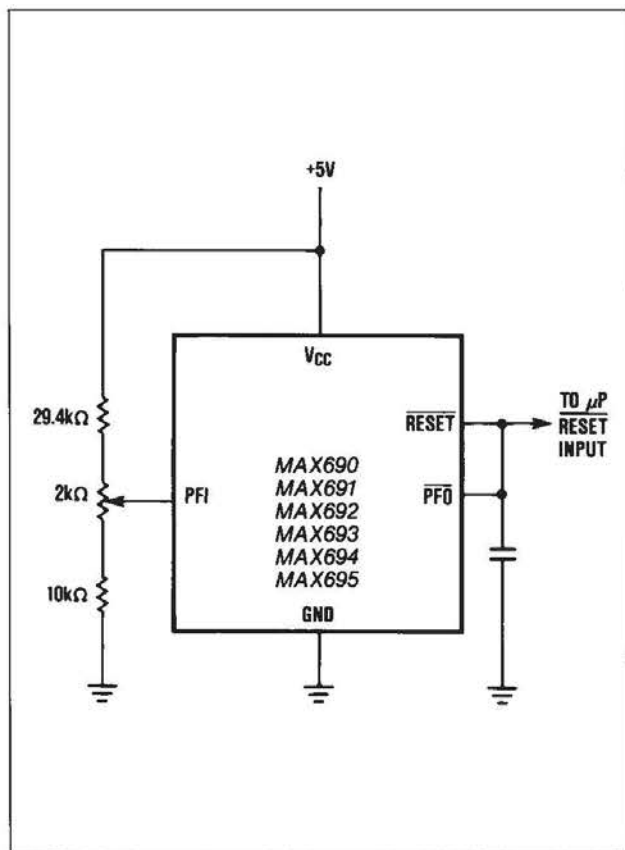 +5V
VCC
29.4kΩ
2kΩ
10kΩ
PFI
MAX690
MAX691
MAX692
MAX693
MAX694
MAX695
GND
RESET
PFO
TO μP
RESET
INPUT